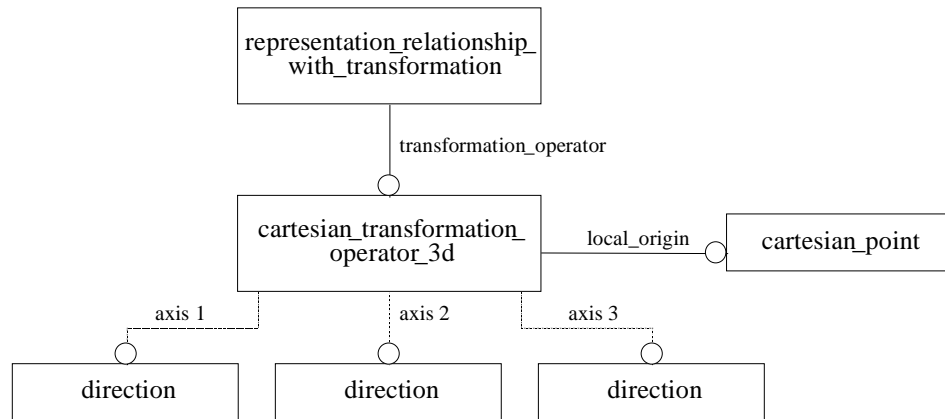 representation_relationship_
with_transformation
transformation_operator
cartesian_transformation_
operator_3d
local_origin
cartesian_point
axis 1
axis 2
axis 3
direction
direction
direction